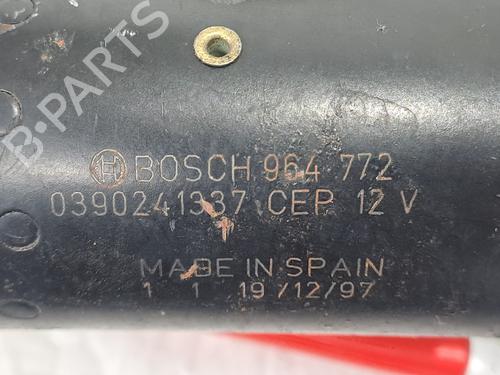 B-PARTS
BOSCH 964 772
0390241337 CEP 12 V
MADE IN SPAIN
1 1 19/12/97